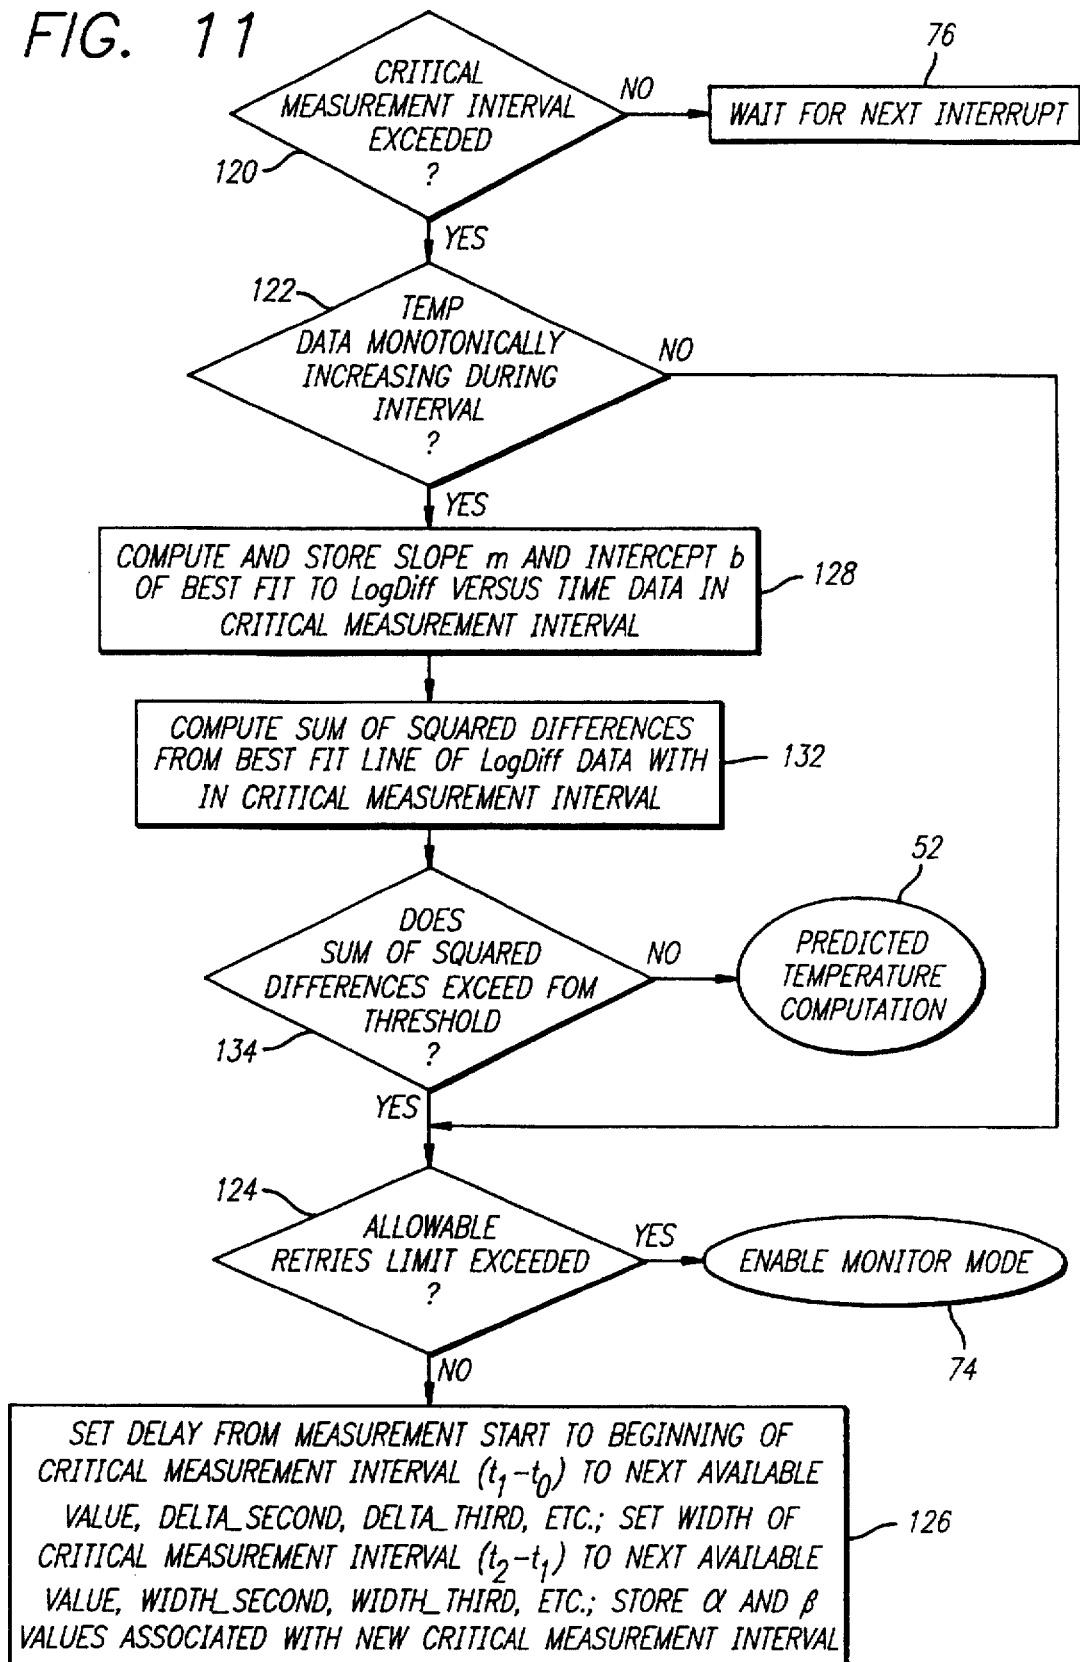 FIG. 11
CRITICAL
MEASUREMENT INTERVAL
EXCEEDED
?
120
NO
76
WAIT FOR NEXT INTERRUPT
YES
122
TEMP
DATA MONOTONICALLY
INCREASING DURING
INTERVAL
?
NO
YES
COMPUTE AND STORE SLOPE m AND INTERCEPT b
OF BEST FIT TO LogDiff VERSUS TIME DATA IN
CRITICAL MEASUREMENT INTERVAL
128
COMPUTE SUM OF SQUARED DIFFERENCES
FROM BEST FIT LINE OF LogDiff DATA WITH
IN CRITICAL MEASUREMENT INTERVAL
132
DOES
SUM OF SQUARED
DIFFERENCES EXCEED FOM
THRESHOLD
?
134
NO
52
PREDICTED
TEMPERATURE
COMPUTATION
YES
124
ALLOWABLE
RETRIES LIMIT EXCEEDED
?
YES
ENABLE MONITOR MODE
74
NO
SET DELAY FROM MEASUREMENT START TO BEGINNING OF
CRITICAL MEASUREMENT INTERVAL (t₁-t₀) TO NEXT AVAILABLE
VALUE, DELTA_SECOND, DELTA_THIRD, ETC.; SET WIDTH OF
CRITICAL MEASUREMENT INTERVAL (t₂-t₁) TO NEXT AVAILABLE
VALUE, WIDTH_SECOND, WIDTH_THIRD, ETC.; STORE α AND β
VALUES ASSOCIATED WITH NEW CRITICAL MEASUREMENT INTERVAL
126